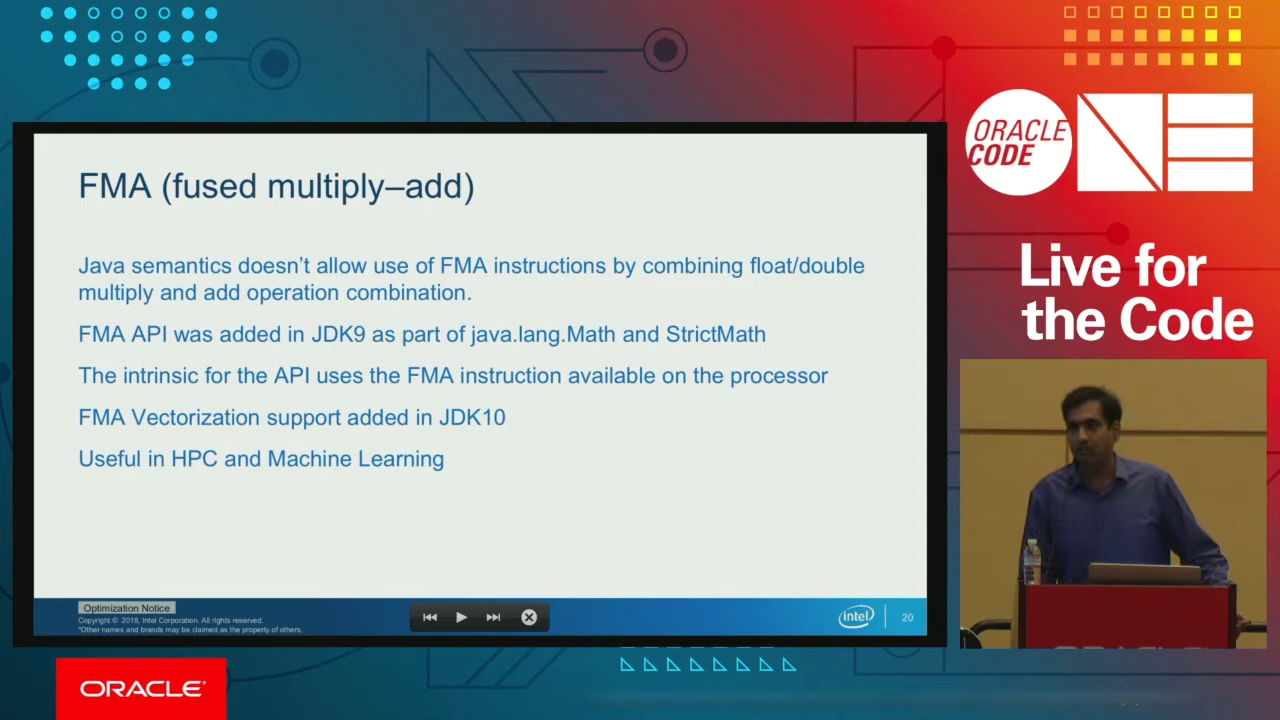 ORACLE
CODE
ONE
Live for
the Code
FMA (fused multiply–add)
Java semantics doesn't allow use of FMA instructions by combining float/double
multiply and add operation combination.
FMA API was added in JDK9 as part of java.lang.Math and StrictMath
The intrinsic for the API uses the FMA instruction available on the processor
FMA Vectorization support added in JDK10
Useful in HPC and Machine Learning
Optimization Notice
Copyright © 2018, Intel Corporation. All rights reserved.
*Other names and brands may be claimed as the property of others.
intel
20
ORACLE